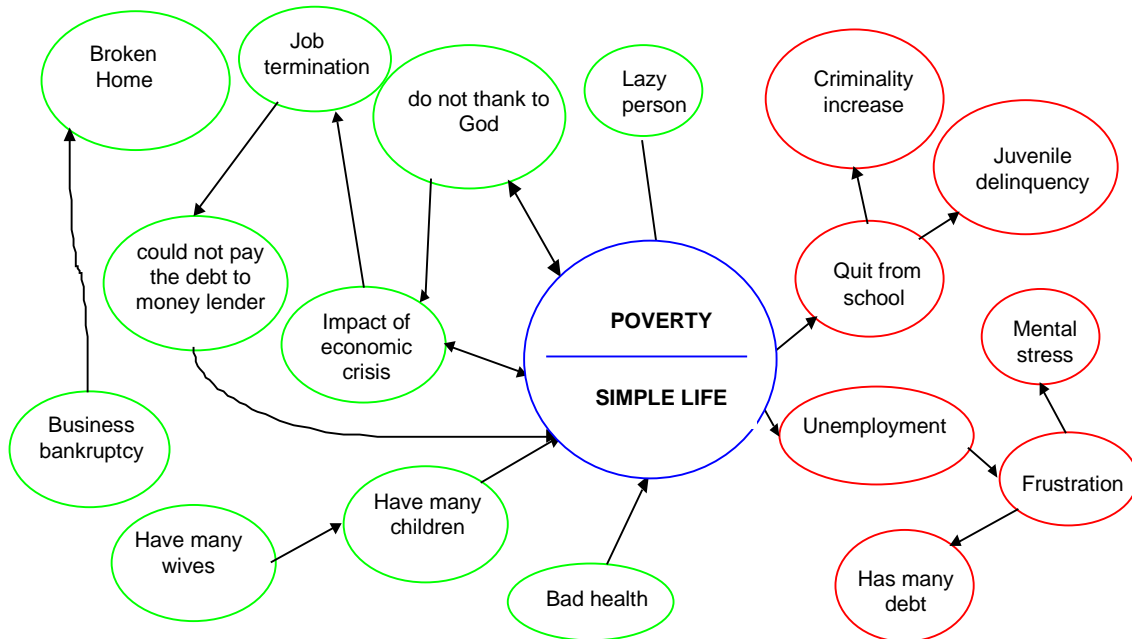 Broken
Home
Job
termination
do not thank to
God
Lazy
person
Criminality
increase
Juvenile
delinquency
could not pay
the debt to
money lender
Impact of
economic
crisis
POVERTY
SIMPLE LIFE
Quit from
school
Mental
stress
Business
bankruptcy
Unemployment
Frustration
Have many
children
Have many
wives
Bad health
Has many
debt